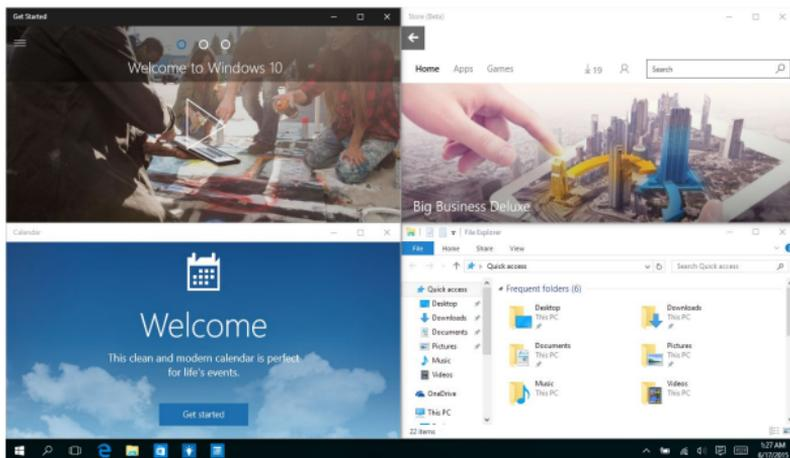 Get Started
Welcome to Windows 10
Store (Beta)
Home Apps Games 19 Search
Big Business Deluxe
Calendar
Welcome
This clean and modern calendar is perfect
for life's events.
Get started
File Explorer
File Home Share View
Quick access Search Quick access
Quick access
Desktop
Downloads
Documents
Pictures
Music
Videos
OneDrive
This PC
Frequent folders (6)
Desktop
This PC
Downloads
This PC
Documents
This PC
Pictures
This PC
Music
This PC
Videos
This PC
22 items
5:27 AM
6/17/2015